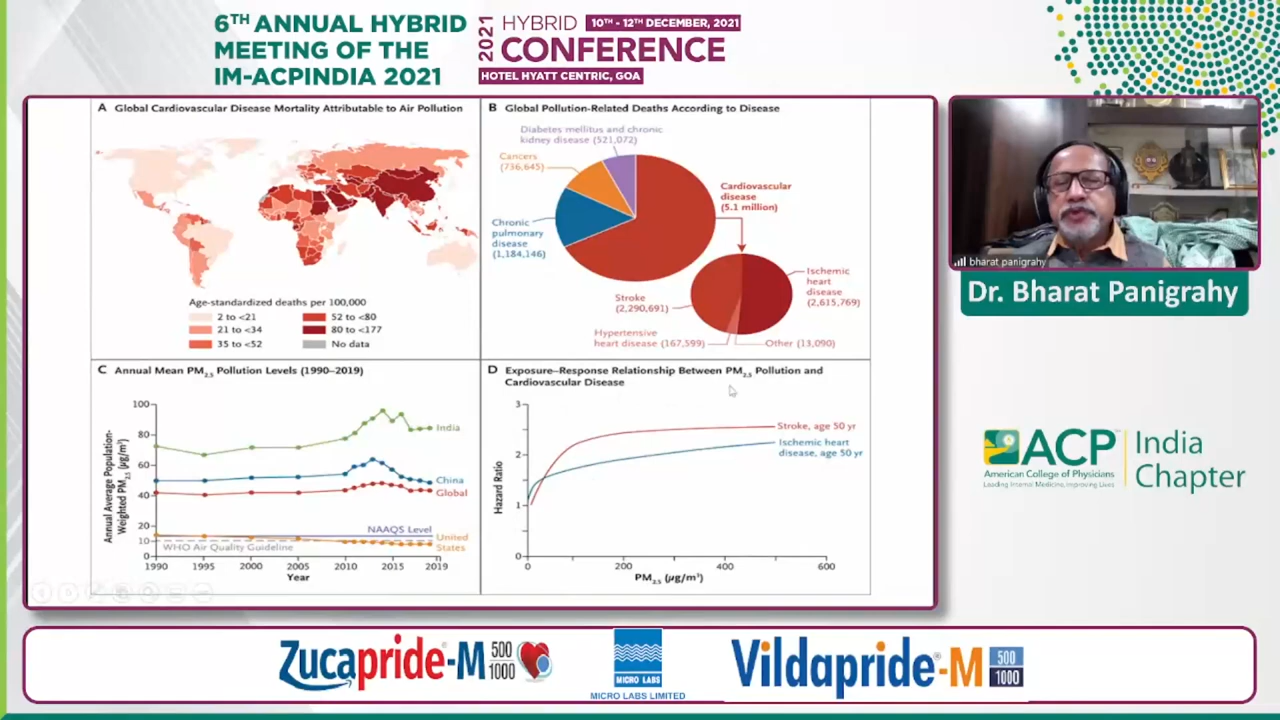 6TH ANNUAL HYBRID
MEETING OF THE
IM-ACPINDIA 2021
2021
HYBRID
10TH - 12TH DECEMBER, 2021
CONFERENCE
HOTEL HYATT CENTRIC, GOA
A Global Cardiovascular Disease Mortality Attributable to Air Pollution
Age-standardized deaths per 100,000
2 to <21
21 to <34
35 to <52
52 to <80
80 to <177
No data
B Global Pollution-Related Deaths According to Disease
Diabetes mellitus and chronic
kidney disease (521,072)
Cancers
(736,645)
Chronic
pulmonary
disease
(1,184,146)
Cardiovascular
disease
(5.1 million)
Ischemic
heart
disease
(2,615,769)
Stroke
(2,290,691)
Hypertensive
heart disease (167,599)
Other (13,090)
C Annual Mean PM2.5 Pollution Levels (1990–2019)
Annual Average Population-
Weighted PM2.5 (μg/m³)
100
80
60
40
20
10
0
India
China
Global
NAAQS Level
United
States
WHO Air Quality Guideline
1990 1995 2000 2005 2010 2015 2019
Year
D Exposure–Response Relationship Between PM2.5 Pollution and
Cardiovascular Disease
Hazard Ratio
3
2
1
0
Stroke, age 50 yr
Ischemic heart
disease, age 50 yr
0 200 400 600
PM2.5 (μg/m³)
bharat panigrahy
Dr. Bharat Panigrahy
ACP
American College of Physicians
Leading Internal Medicine, Improving Lives
India
Chapter
Zucapride®-M 500
1000
MICRO LABS
MICRO LABS LIMITED
Vildapride®-M 500
1000